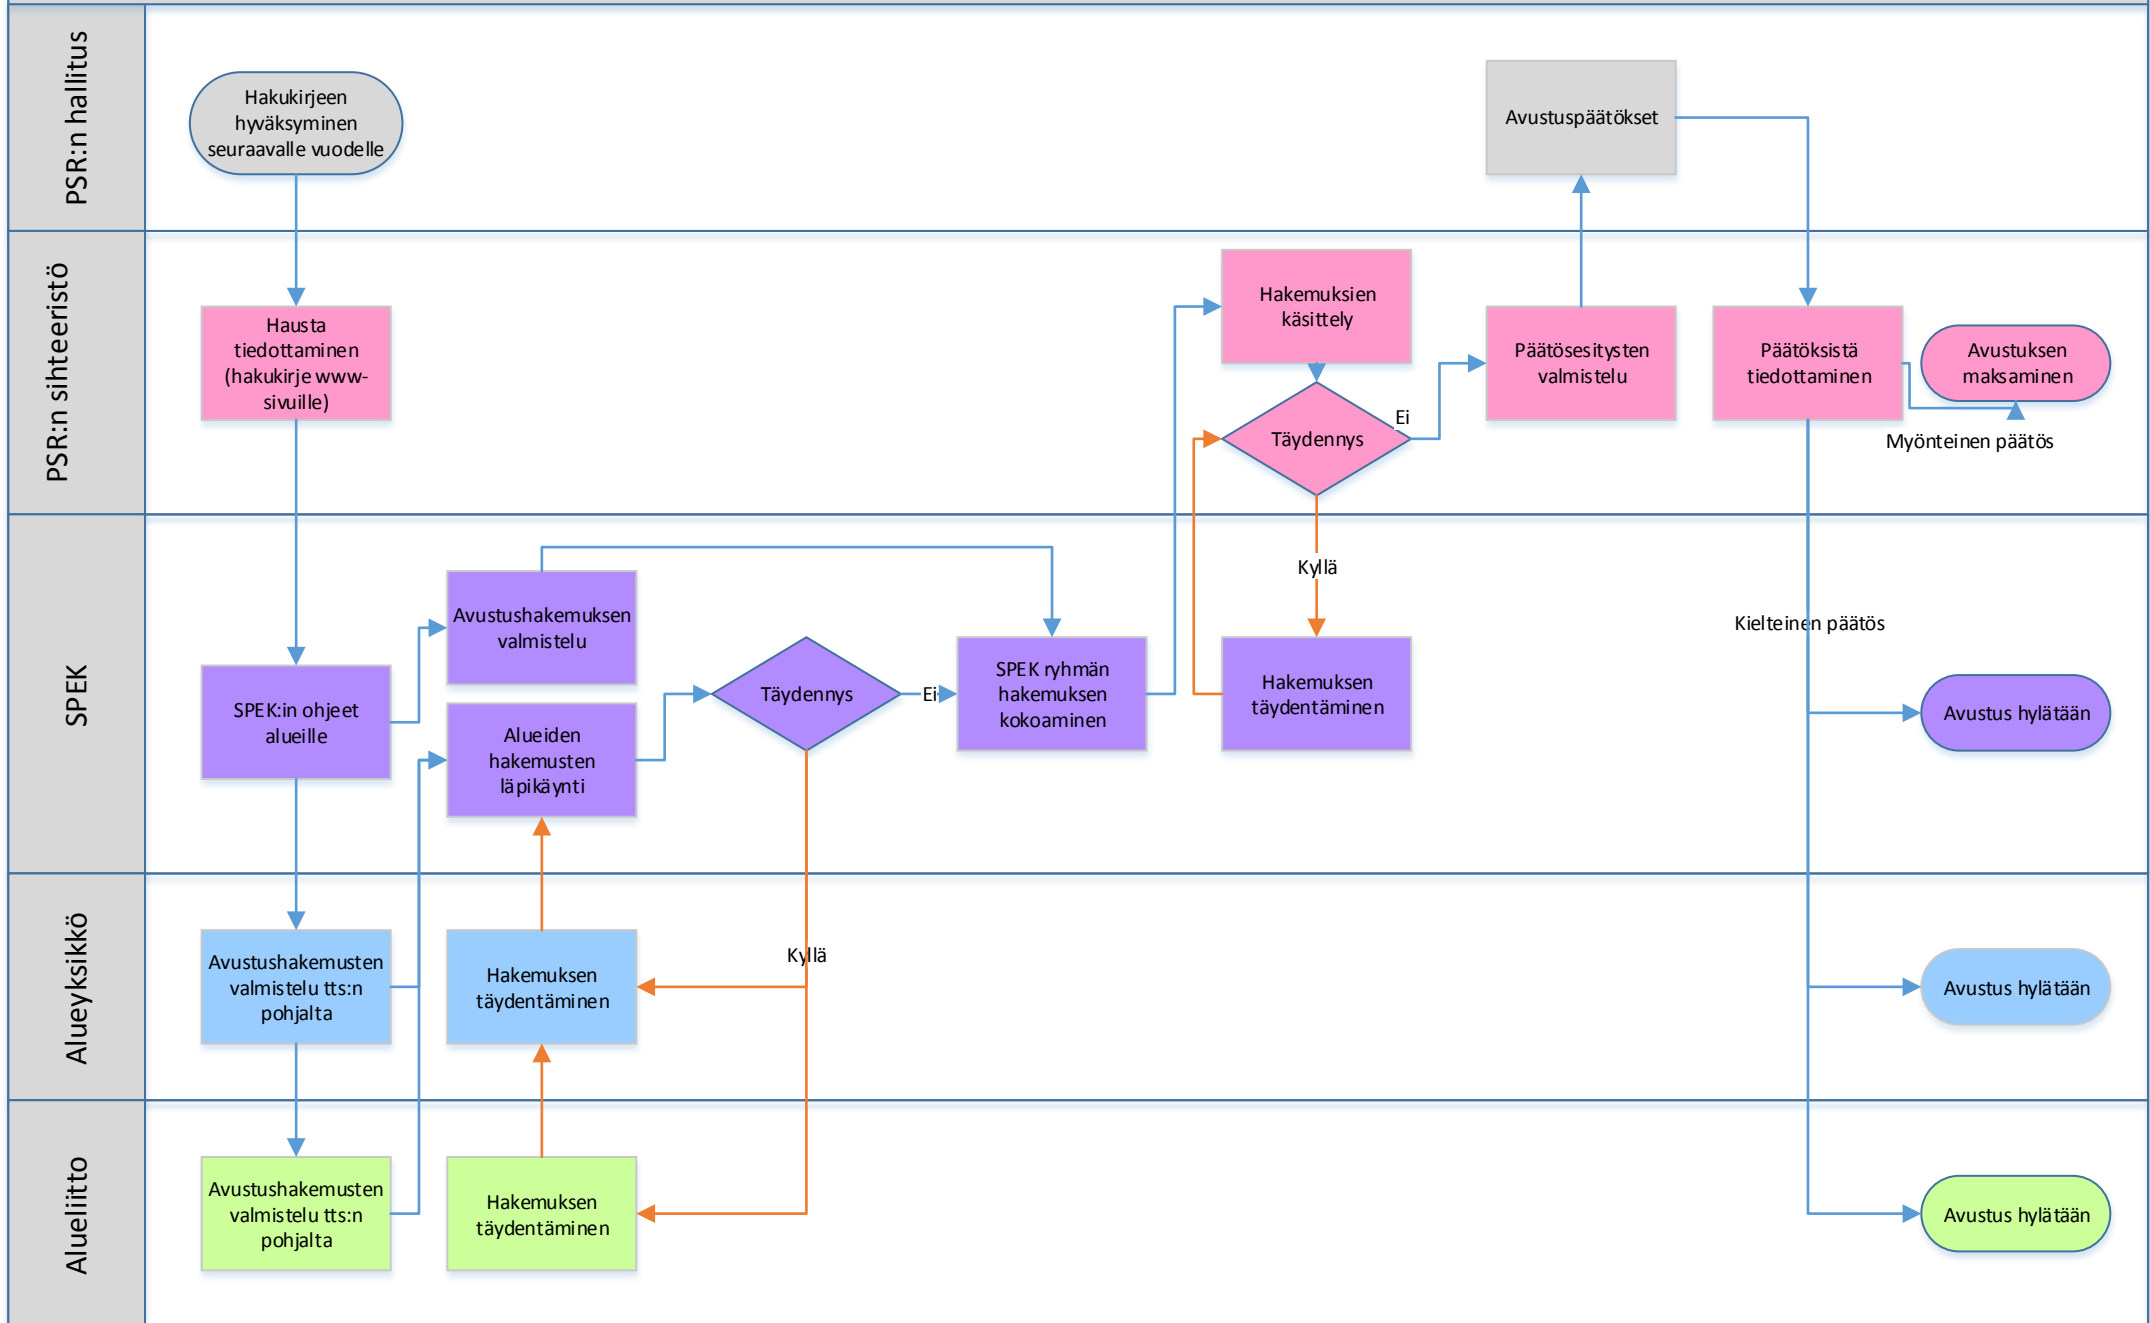 PSR:n hallitus
Hakukirjeen
hyväksyminen
seuraavalle vuodelle
Avustuspäätökset
PSR:n sihteeristö
Hausta
tiedottaminen
(hakukirje www-
sivuille)
Hakemuksien
käsittely
Täydennys
Ei
Päätösesitysten
valmistelu
Päätöksistä
tiedottaminen
Avustuksen
maksaminen
Myönteinen päätös
SPEK
SPEK:in ohjeet
alueille
Avustushakemuksen
valmistelu
Alueiden
hakemusten
läpikäynti
Täydennys
Ei
SPEK ryhmän
hakemuksen
kokoaminen
Kyllä
Hakemuksen
täydentäminen
Kielteinen päätös
Avustus hylätään
Alueyksikkö
Avustushakemusten
valmistelu tts:n
pohjalta
Hakemuksen
täydentäminen
Kyllä
Avustus hylätään
Alueliitto
Avustushakemusten
valmistelu tts:n
pohjalta
Hakemuksen
täydentäminen
Avustus hylätään